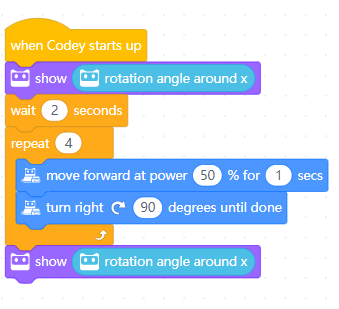 when Codey starts up
show rotation angle around x
wait 2 seconds
repeat 4
move forward at power 50 % for 1 secs
turn right 90 degrees until done
show rotation angle around x